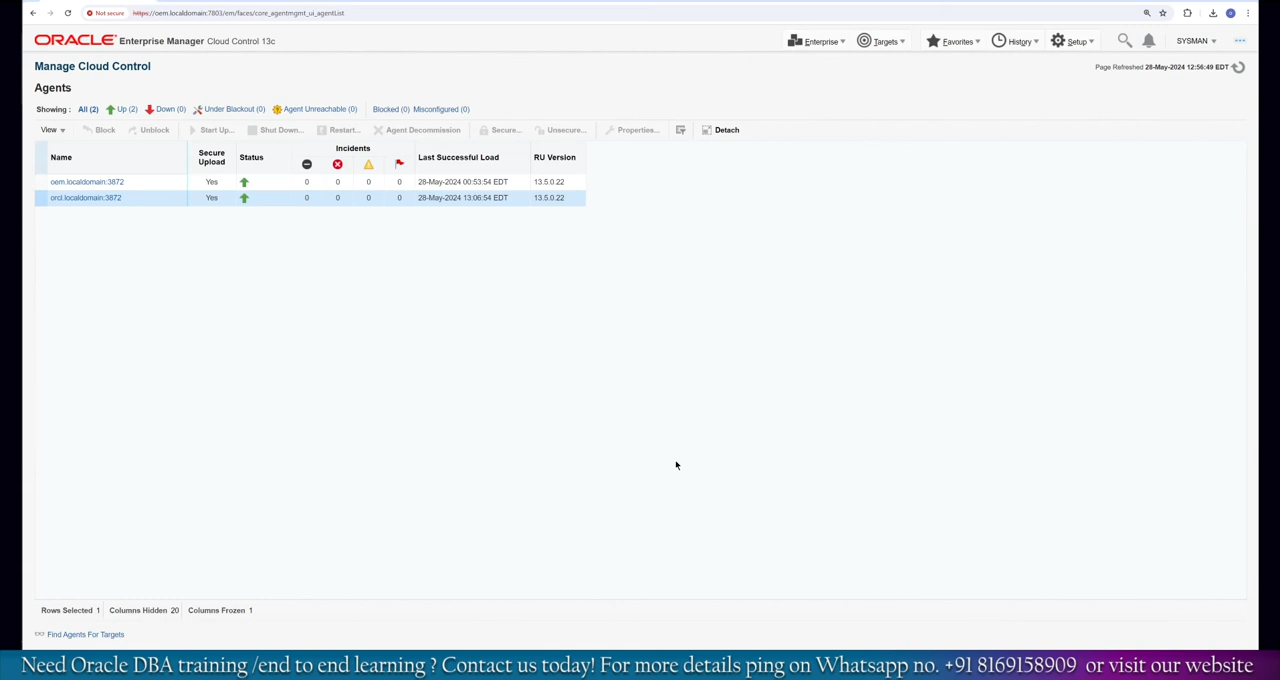 Not secure https://oem.localdomain:7803/em/faces/core_agentmgmt_ui_agentList
ORACLE Enterprise Manager Cloud Control 13c Enterprise Targets Favorites History Setup SYSMAN
Manage Cloud Control Page Refreshed 28-May-2024 12:56:49 EDT
Agents
Showing : All (2) Up (2) Down (0) Under Blackout (0) Agent Unreachable (0) Blocked (0) Misconfigured (0)
View Block Unblock Start Up... Shut Down... Restart... Agent Decommission Secure... Unsecure... Properties... Detach
Name Secure Upload Status Incidents Last Successful Load RU Version
oem.localdomain:3872 Yes 0 0 0 0 28-May-2024 00:53:54 EDT 13.5.0.22
orcl.localdomain:3872 Yes 0 0 0 0 28-May-2024 13:06:54 EDT 13.5.0.22
Rows Selected 1 Columns Hidden 20 Columns Frozen 1
Find Agents For Targets
Need Oracle DBA training /end to end learning ? Contact us today! For more details ping on Whatsapp no. +91 8169158909 or visit our website